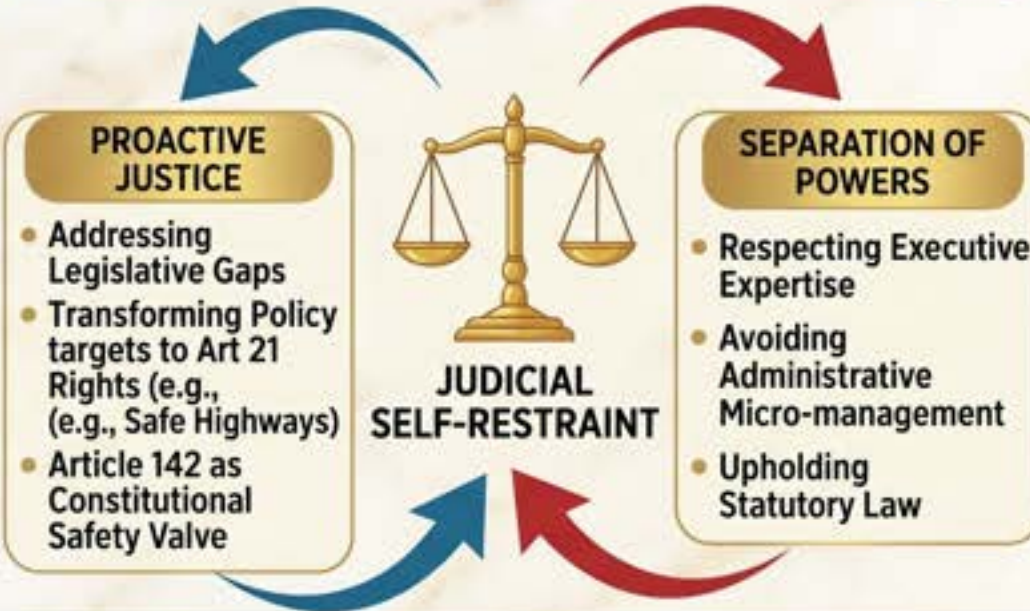 PROACTIVE
JUSTICE
• Addressing
Legislative Gaps
• Transforming Policy
targets to Art 21
Rights (e.g.,
(e.g., Safe Highways)
• Article 142 as
Constitutional
Safety Valve
JUDICIAL
SELF-RESTRAINT
SEPARATION OF
POWERS
• Respecting Executive
Expertise
• Avoiding
Administrative
Micro-management
• Upholding
Statutory Law